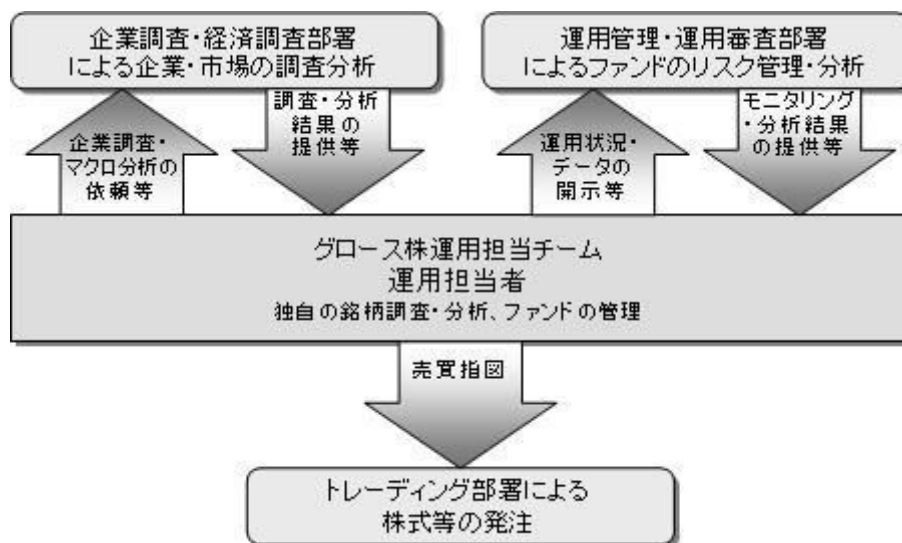 企業調査・経済調査部署
による企業・市場の調査分析
運用管理・運用審査部署
によるファンドのリスク管理・分析
企業調査・
マクロ分析の
依頼等
調査・分析
結果の
提供等
運用状況・
データの
開示等
モニタリング
・分析結果
の提供等
グロース株運用担当チーム
運用担当者
独自の銘柄調査・分析、ファンドの管理
売買指図
トレーディング部署による
株式等の発注